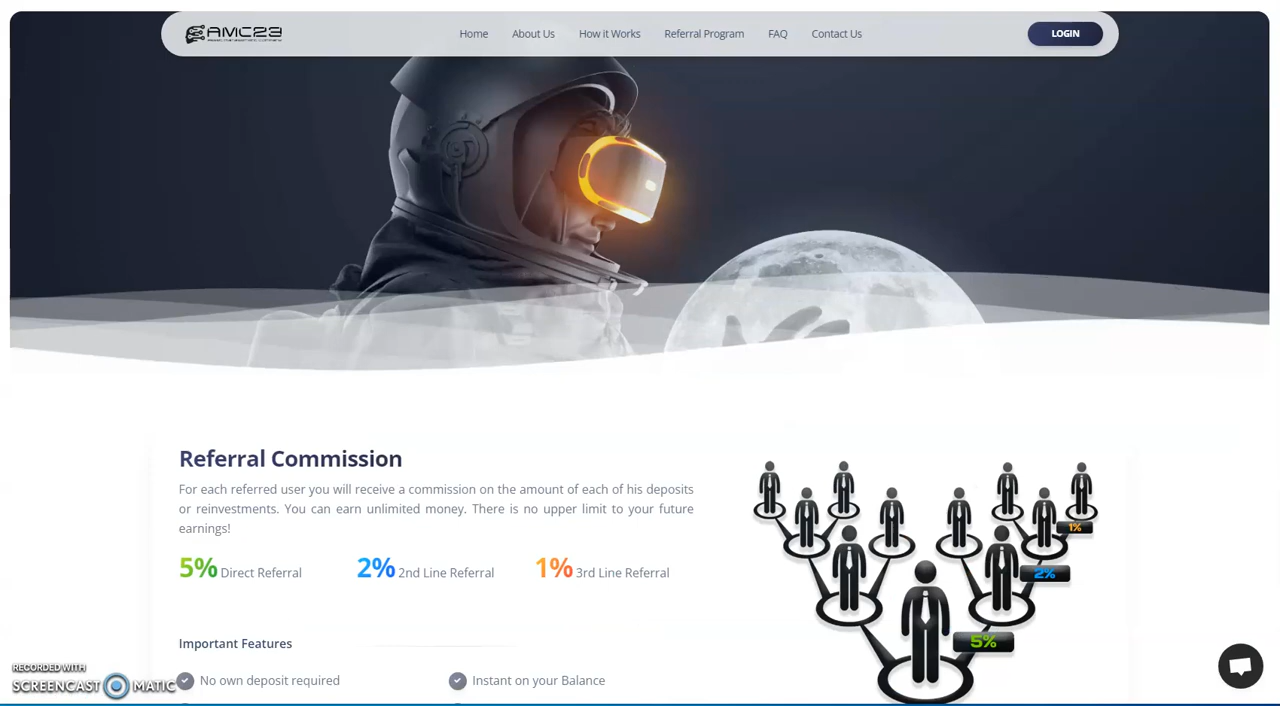 AMC23
asset management company
Home
About Us
How it Works
Referral Program
FAQ
Contact Us
LOGIN
Referral Commission
For each referred user you will receive a commission on the amount of each of his deposits
or reinvestments. You can earn unlimited money. There is no upper limit to your future
earnings!
5% Direct Referral
2% 2nd Line Referral
1% 3rd Line Referral
1%
2%
5%
Important Features
No own deposit required
Instant on your Balance
RECORDED WITH
SCREENCAST MATIC